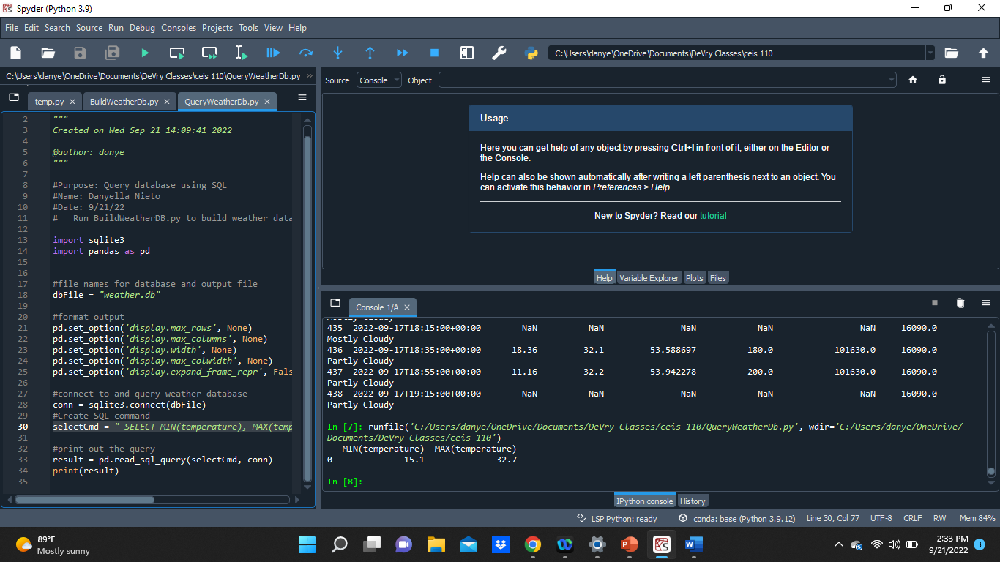 Spyder (Python 3.9)
File Edit Search Source Run Debug Consoles Projects Tools View Help
C:\Users\danye\OneDrive\Documents\DeVry Classes\ceis 110
C:\Users\danye\OneDrive\Documents\DeVry Classes\ceis 110\QueryWeatherDb.py
temp.py BuildWeatherDb.py QueryWeatherDb.py
2 """
3 Created on Wed Sep 21 14:09:41 2022
4
5 @author: danye
6 """
7
8 #Purpose: Query database using SQL
9 #Name: Danyella Nieto
10 #Date: 9/21/22
11 #   Run BuildWeatherDB.py to build weather data
12
13 import sqlite3
14 import pandas as pd
15
16
17 #file names for database and output file
18 dbFile = "weather.db"
19
20 #format output
21 pd.set_option('display.max_rows', None)
22 pd.set_option('display.max_columns', None)
23 pd.set_option('display.width', None)
24 pd.set_option('display.max_colwidth', None)
25 pd.set_option('display.expand_frame_repr', Fals
26
27 #connect to and query weather database
28 conn = sqlite3.connect(dbFile)
29 #Create SQL command
30 selectCmd = " SELECT MIN(temperature), MAX(temp
31
32 #print out the query
33 result = pd.read_sql_query(selectCmd, conn)
34 print(result)
35
Source Console Object
Usage
Here you can get help of any object by pressing Ctrl+I in front of it, either on the Editor or
the Console.
Help can also be shown automatically after writing a left parenthesis next to an object. You
can activate this behavior in Preferences > Help.
New to Spyder? Read our tutorial
Help Variable Explorer Plots Files
Console 1/A
435 2022-09-17T18:15:00+00:00 NaN NaN NaN NaN NaN 16090.0
Mostly Cloudy
436 2022-09-17T18:35:00+00:00 18.36 32.1 53.588697 180.0 101630.0 16090.0
Partly Cloudy
437 2022-09-17T18:55:00+00:00 11.16 32.2 53.942278 200.0 101630.0 16090.0
Partly Cloudy
438 2022-09-17T19:15:00+00:00 NaN NaN NaN NaN NaN 16090.0
Partly Cloudy
In [7]: runfile('C:/Users/danye/OneDrive/Documents/DeVry Classes/ceis 110/QueryWeatherDb.py', wdir='C:/Users/danye/OneDrive/
Documents/DeVry Classes/ceis 110')
MIN(temperature) MAX(temperature)
0 15.1 32.7
In [8]:
IPython console History
LSP Python: ready conda: base (Python 3.9.12) Line 30, Col 77 UTF-8 CRLF RW Mem 84%
89°F
Mostly sunny
2:33 PM
9/21/2022 3